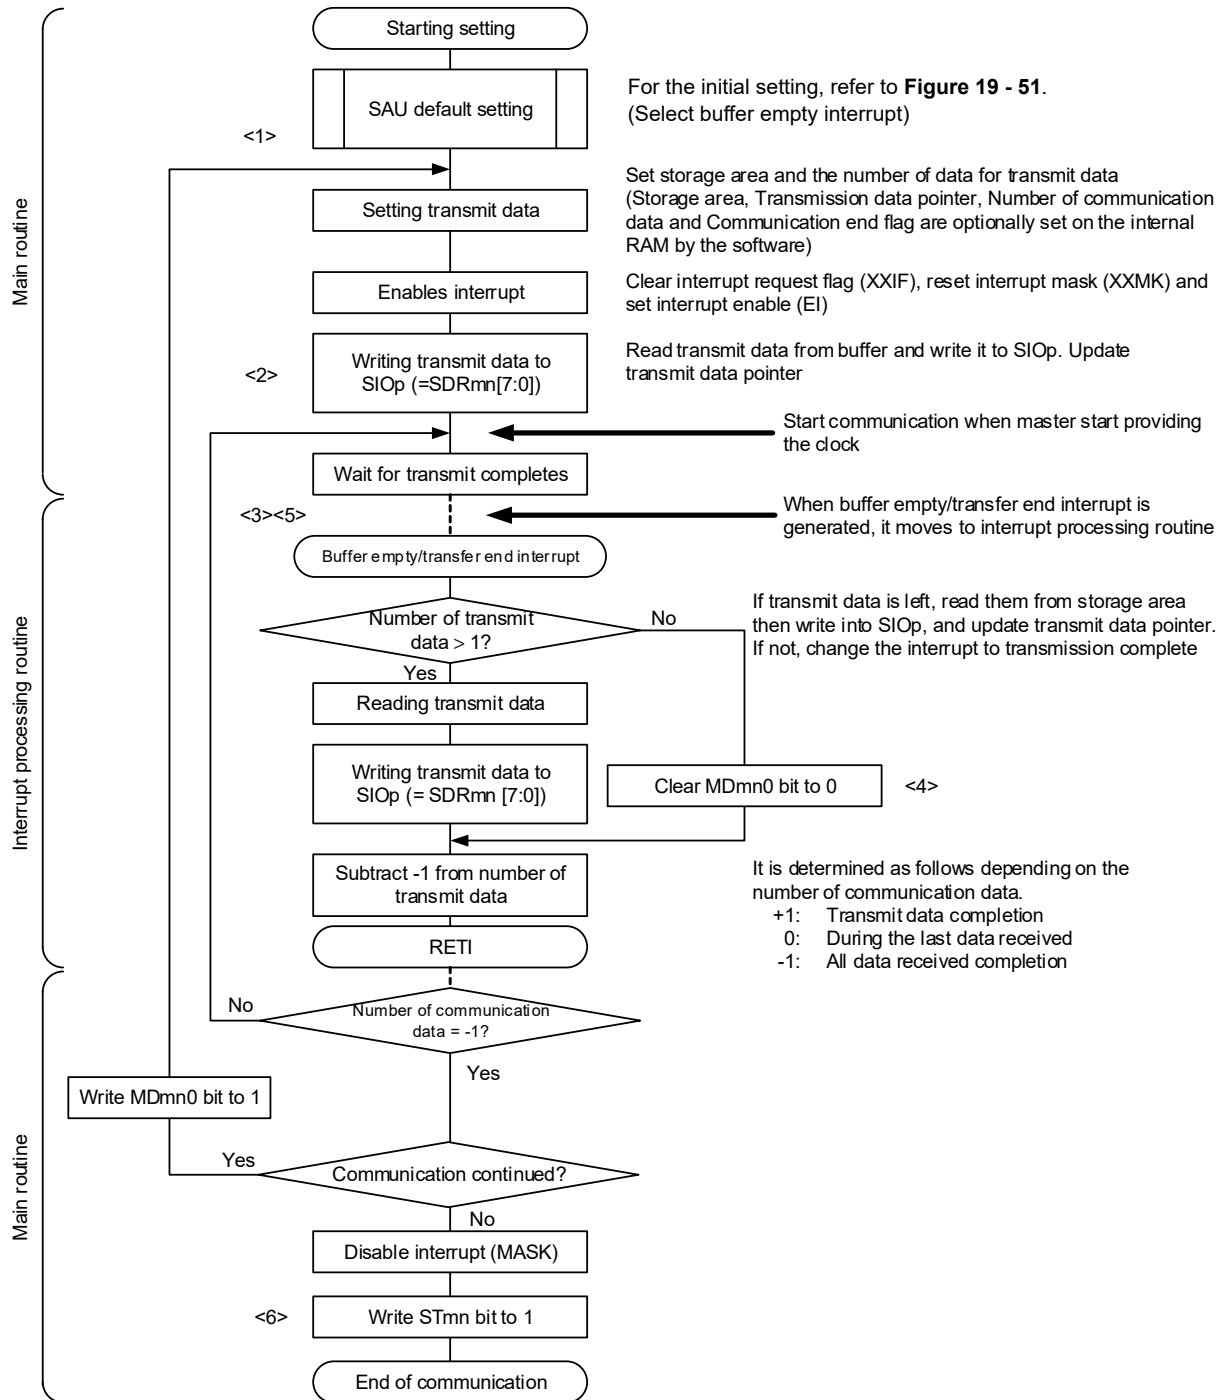 Starting setting
SAU default setting
For the initial setting, refer to Figure 19 - 51.
(Select buffer empty interrupt)
<1>
Setting transmit data
Set storage area and the number of data for transmit data
(Storage area, Transmission data pointer, Number of communication
data and Communication end flag are optionally set on the internal
RAM by the software)
Main routine
Enables interrupt
Clear interrupt request flag (XXIF), reset interrupt mask (XXMK) and
set interrupt enable (EI)
<2>
Writing transmit data to
SIOp (=SDRmn[7:0])
Read transmit data from buffer and write it to SIOp. Update
transmit data pointer
Start communication when master start providing
the clock
Wait for transmit completes
<3><5>
When buffer empty/transfer end interrupt is
generated, it moves to interrupt processing routine
Buffer empty/transfer end interrupt
Number of transmit
data > 1?
No
Yes
If transmit data is left, read them from storage area
then write into SIOp, and update transmit data pointer.
If not, change the interrupt to transmission complete
Interrupt processing routine
Reading transmit data
Writing transmit data to
SIOp (= SDRmn [7:0])
Clear MDmn0 bit to 0
<4>
Subtract -1 from number of
transmit data
It is determined as follows depending on the
number of communication data.
+1: Transmit data completion
0: During the last data received
-1: All data received completion
RETI
No
Number of communication
data = -1?
Yes
Write MDmn0 bit to 1
Main routine
Yes
Communication continued?
No
Disable interrupt (MASK)
<6>
Write STmn bit to 1
End of communication